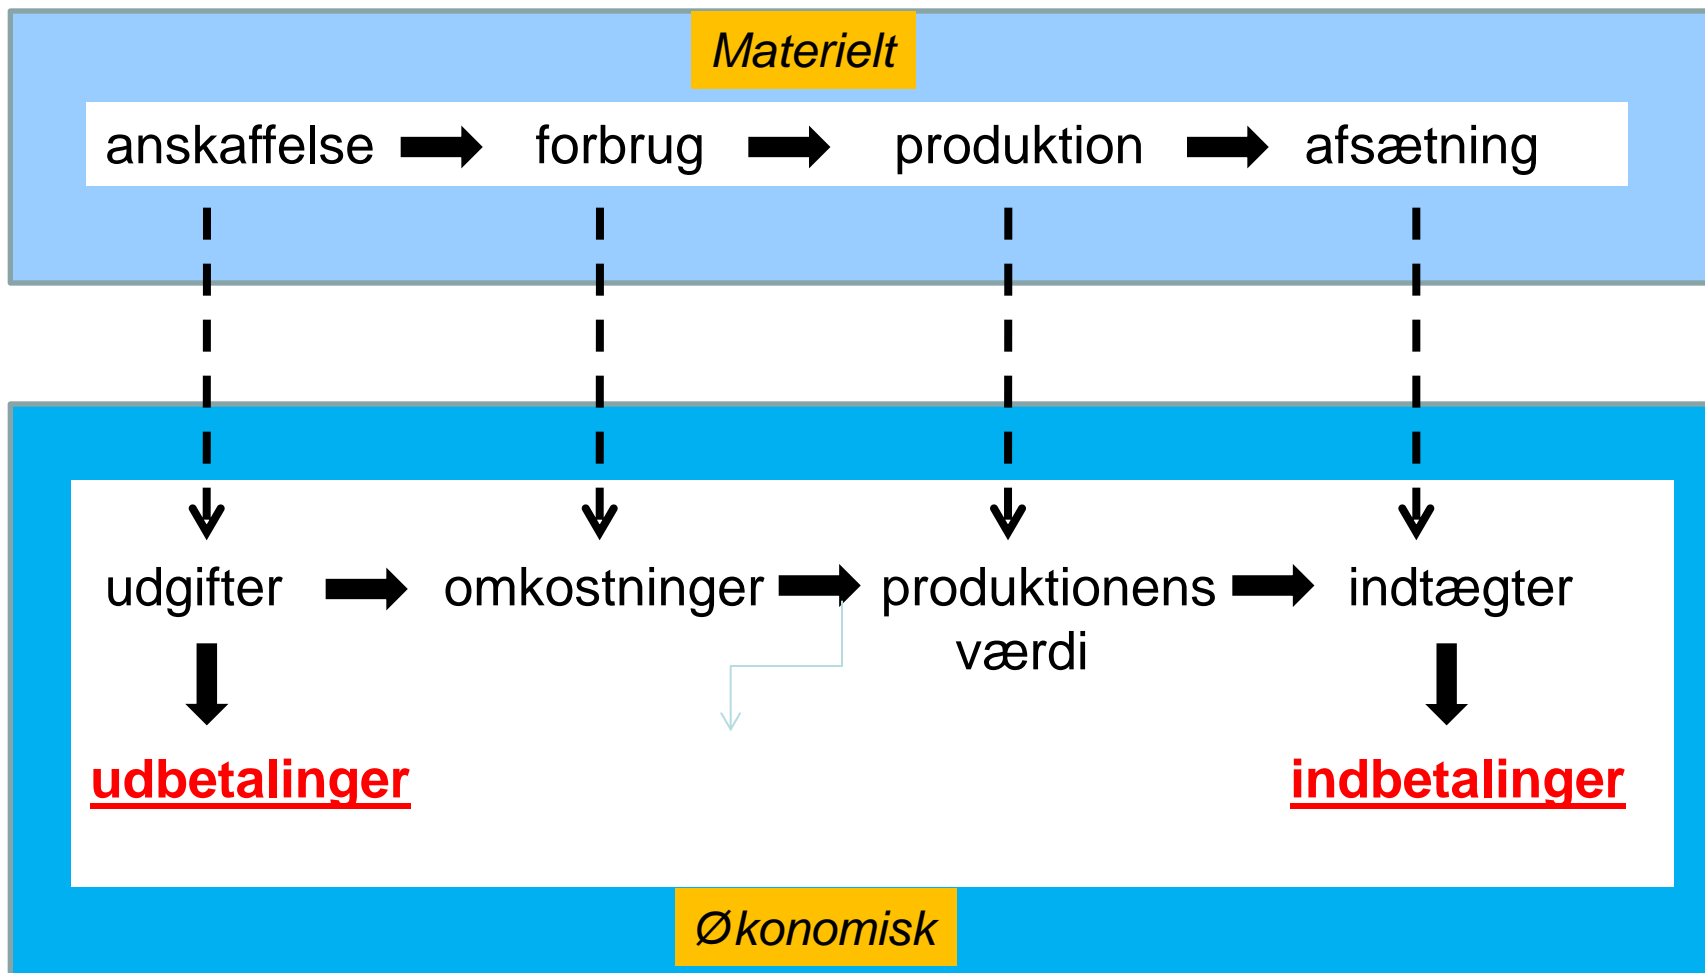 Materielt
anskaffelse forbrug produktion afsætning
udgifter omkostninger produktionens indtægter
værdi
udbetalinger indbetalinger
Økonomisk